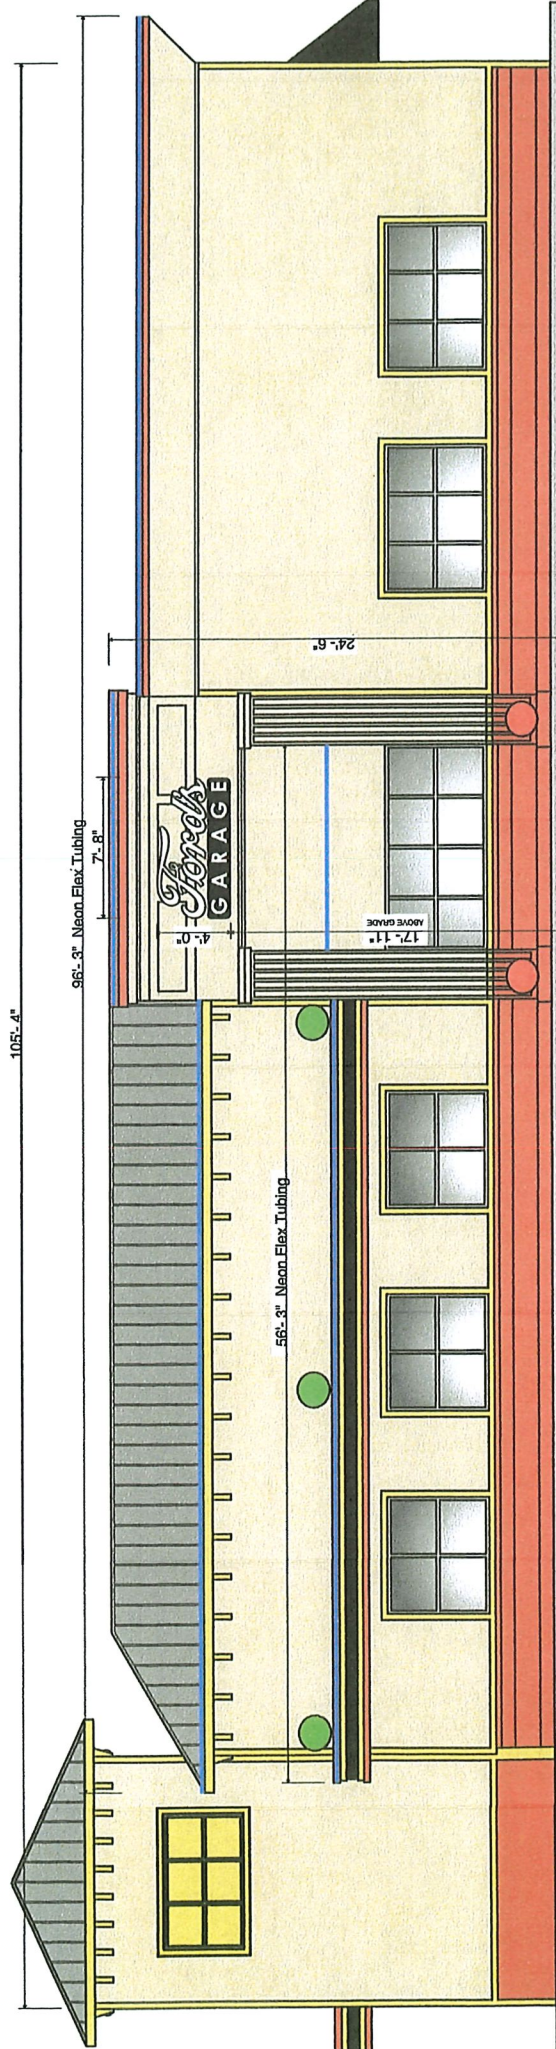 105'- 4"
96'- 3" Neon Flex Tubing
7'- 8"
Ford's
GARAGE
4'- 0"
24'- 6"
17'- 11"
ABOVE GRADE
56'- 3" Neon Flex Tubing